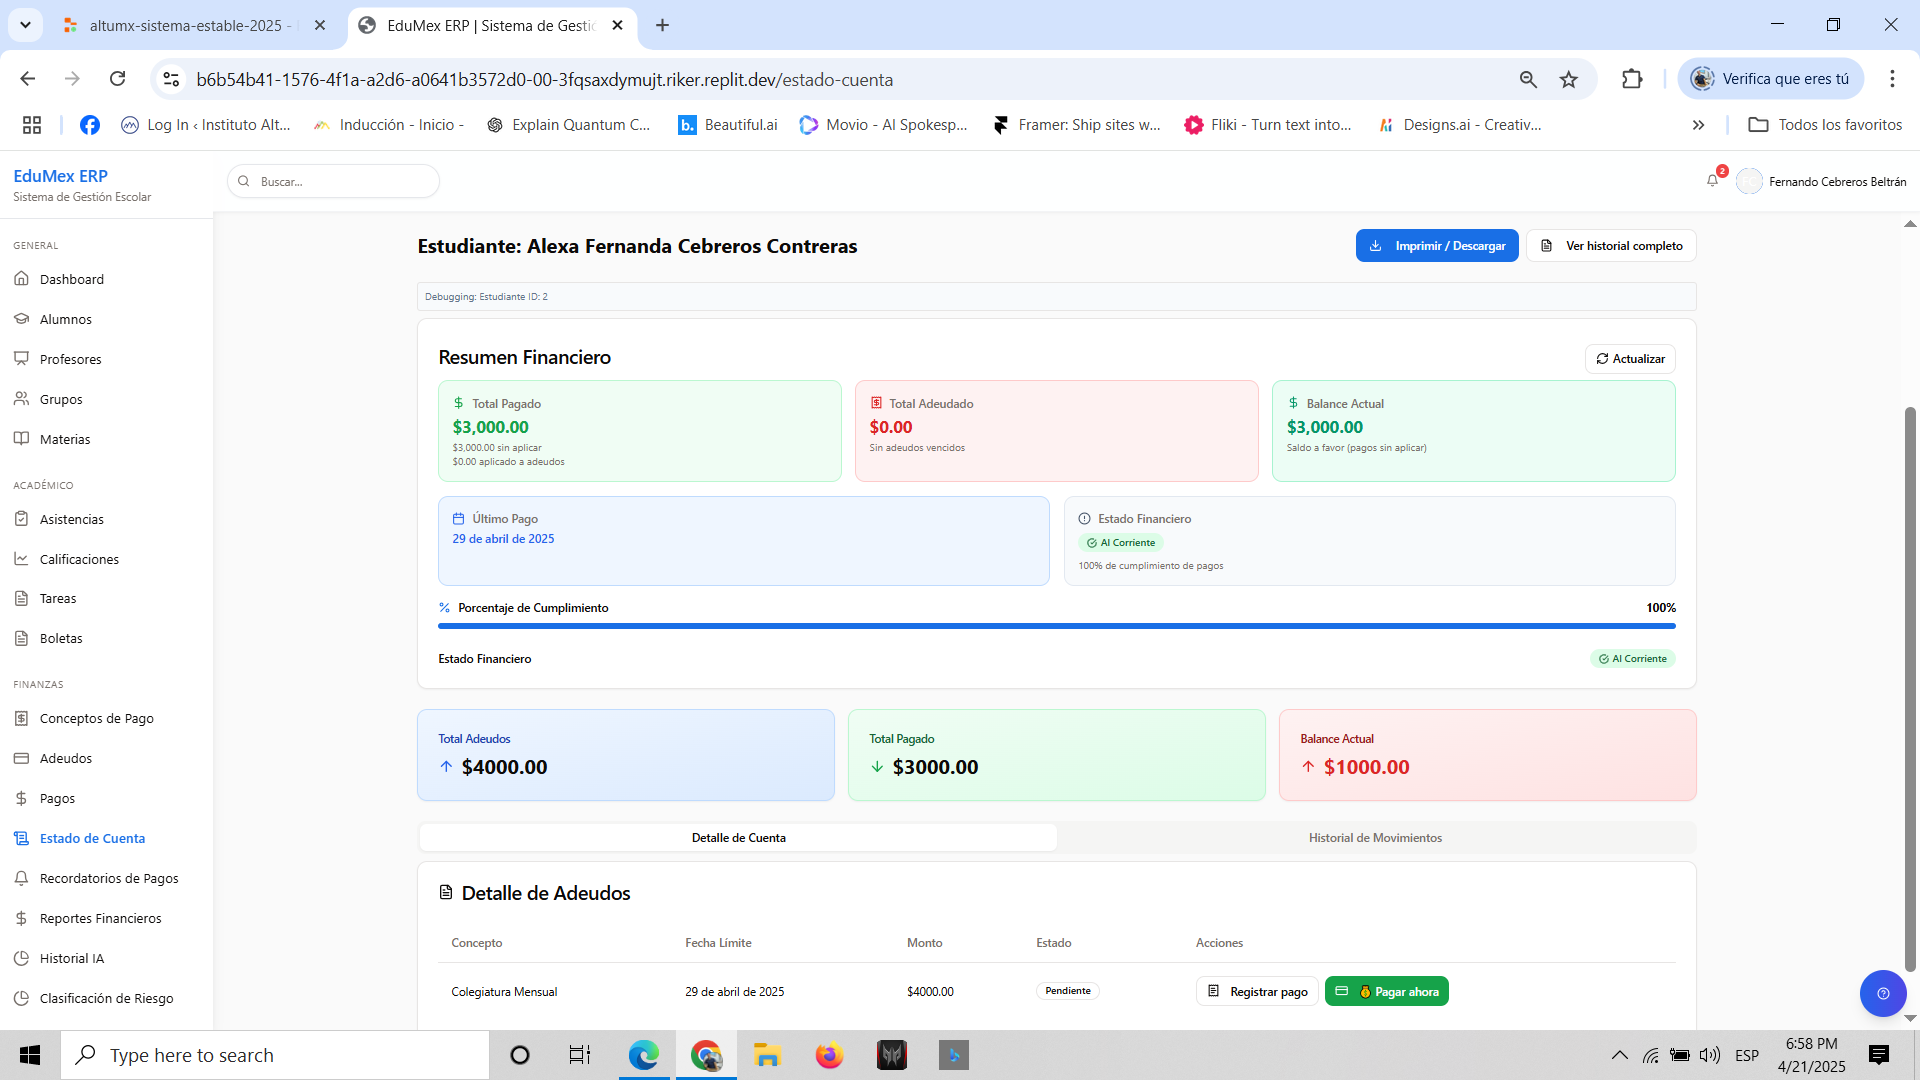 altumx-sistema-estable-2025 -
EduMex ERP | Sistema de Gestic
b6b54b41-1576-4f1a-a2d6-a0641b3572d0-00-3fqsaxdymujt.riker.replit.dev/estado-cuenta
Verifica que eres tú
Log In ‹ Instituto Alt...
Inducción - Inicio -
Explain Quantum C...
b.
Beautiful.ai
Movio - AI Spokesp...
Framer: Ship sites w...
Fliki - Turn text into...
Designs.ai - Creativ...
Todos los favoritos
EduMex ERP
Sistema de Gestión Escolar
Buscar...
2
Fernando Cebreros Beltrán
GENERAL
Dashboard
Alumnos
Profesores
Grupos
Materias
ACADÉMICO
Asistencias
Calificaciones
Tareas
Boletas
FINANZAS
Conceptos de Pago
Adeudos
Pagos
Estado de Cuenta
Recordatorios de Pagos
Reportes Financieros
Historial IA
Clasificación de Riesgo
Estudiante: Alexa Fernanda Cebreros Contreras
Imprimir / Descargar
Ver historial completo
Debugging: Estudiante ID: 2
Resumen Financiero
Actualizar
Total Pagado
$3,000.00
$3,000.00 sin aplicar
$0.00 aplicado a adeudos
Total Adeudado
$0.00
Sin adeudos vencidos
Balance Actual
$3,000.00
Saldo a favor (pagos sin aplicar)
Último Pago
29 de abril de 2025
Estado Financiero
Al Corriente
100% de cumplimiento de pagos
Porcentaje de Cumplimiento
100%
Estado Financiero
Al Corriente
Total Adeudos
$4000.00
Total Pagado
$3000.00
Balance Actual
$1000.00
Detalle de Cuenta
Historial de Movimientos
Detalle de Adeudos
Concepto Fecha Límite Monto Estado Acciones
Colegiatura Mensual 29 de abril de 2025 $4000.00 Pendiente Registrar pago Pagar ahora
Type here to search
ESP
6:58 PM
4/21/2025